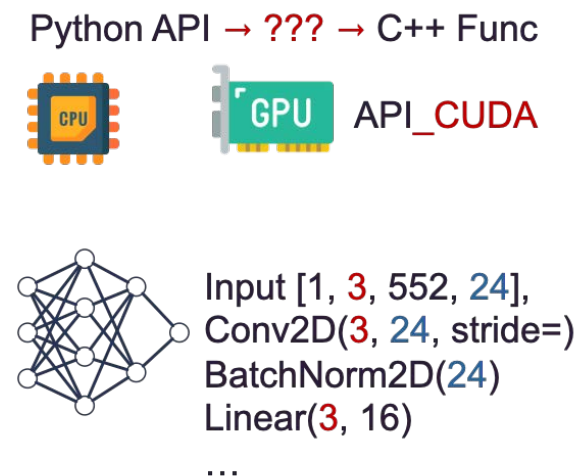 Python API → ??? → C++ Func
CPU
GPU
API_CUDA
Input [1, 3, 552, 24],
Conv2D(3, 24, stride=)
BatchNorm2D(24)
Linear(3, 16)
...